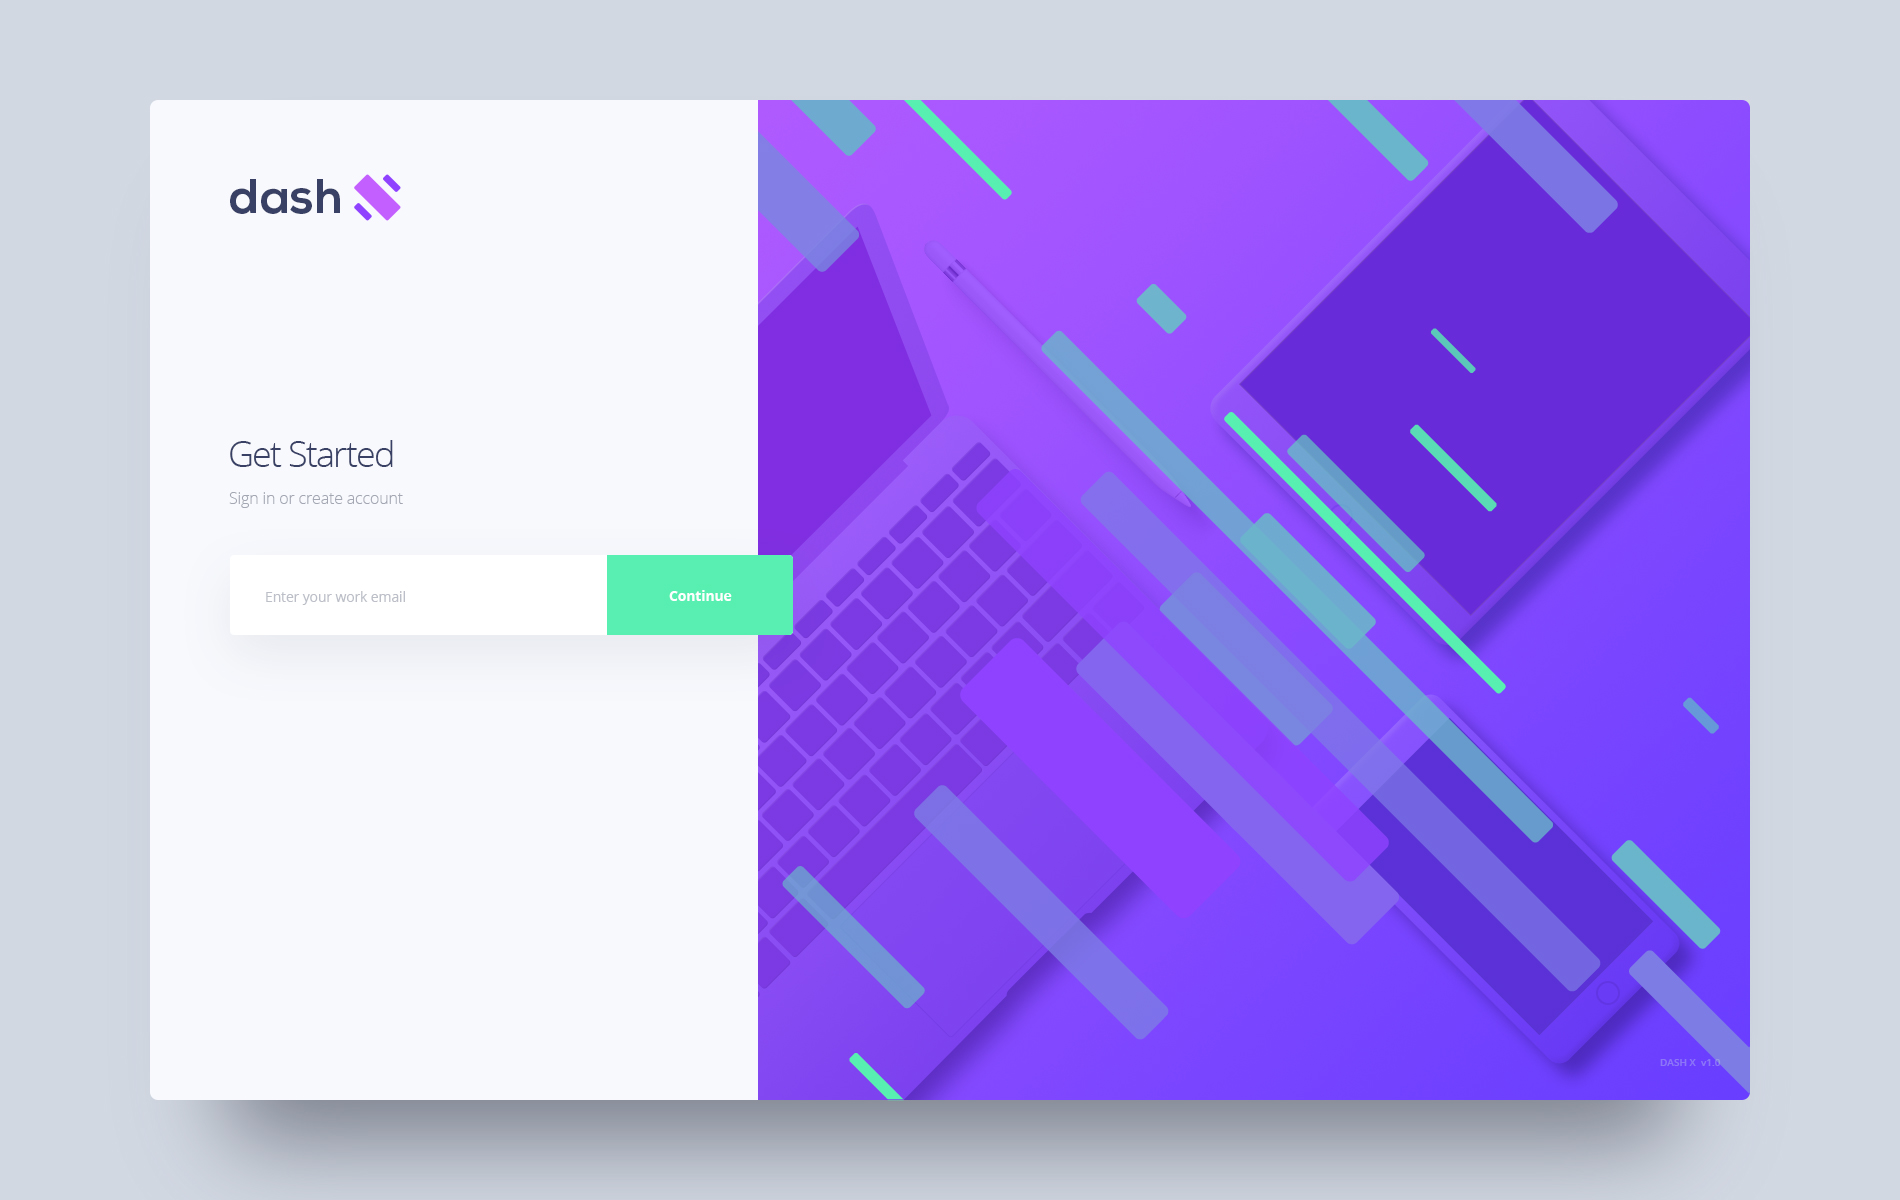 dash
Get Started
Sign in or create account
Enter your work email
Continue
DASH X v1.0